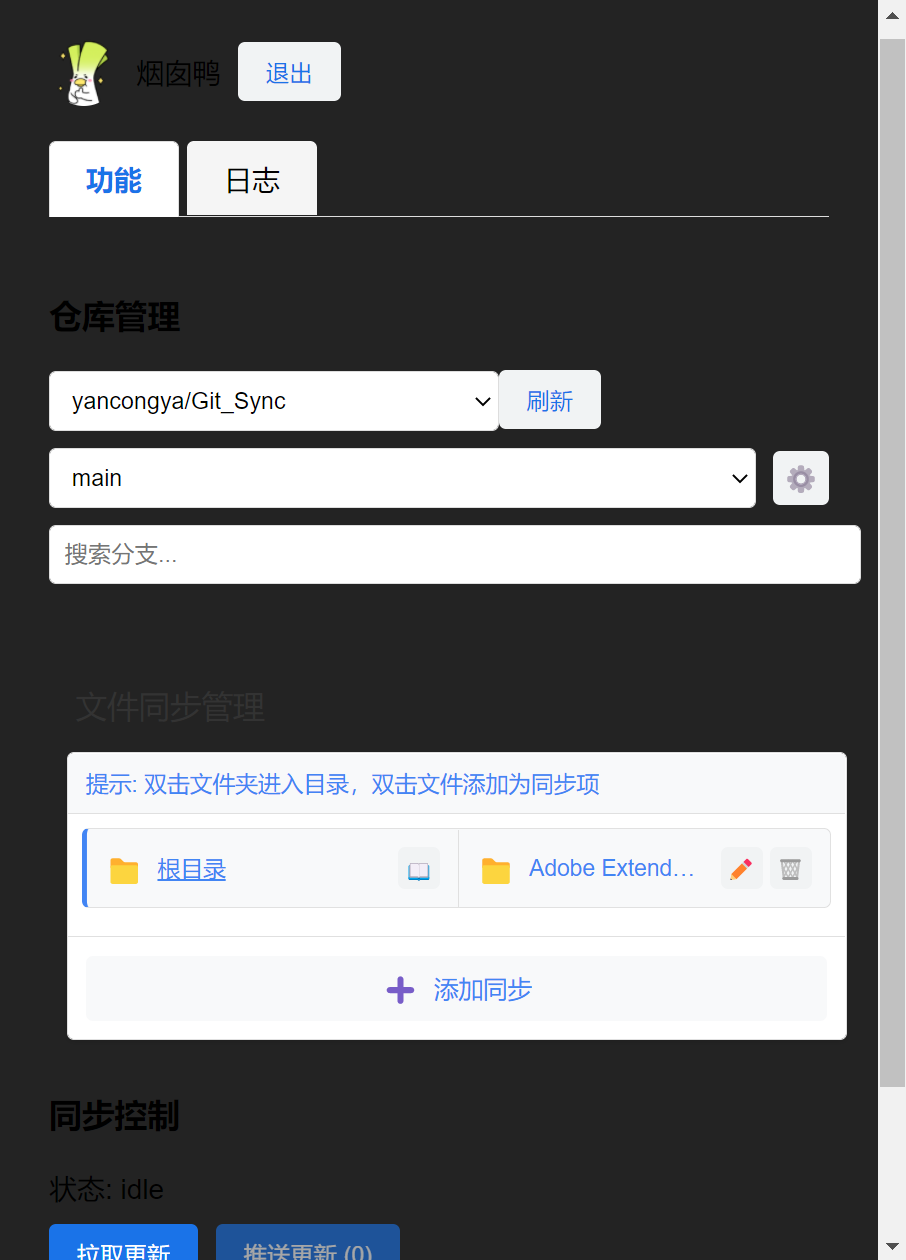 烟囱鸭 退出
功能 日志
仓库管理
yancongya/Git_Sync 刷新
main
搜索分支...
文件同步管理
提示: 双击文件夹进入目录，双击文件添加为同步项
根目录 Adobe Extend...
添加同步
同步控制
状态: idle
拉取更新 推送更新 (0)